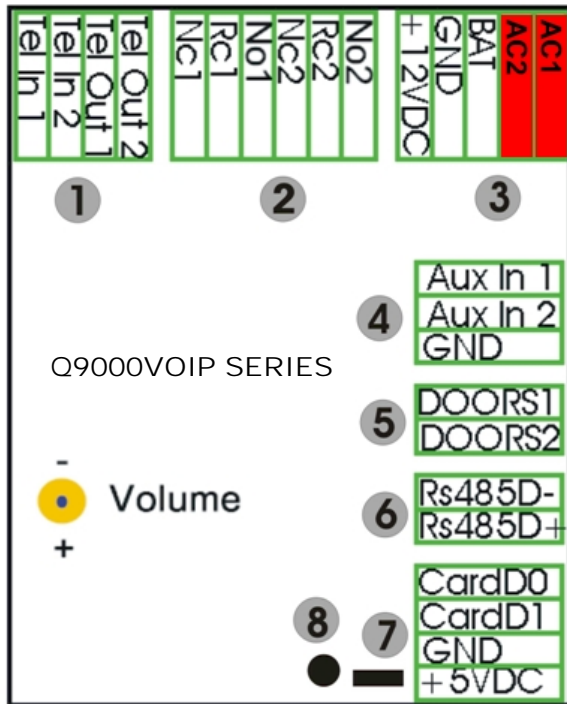 Tel In 1
Tel In 2
Tel Out 1
Tel Out 2
Nc1
Rc1
No1
Nc2
Rc2
No2
+12VDC
GND
BAT
AC2
AC1
1
2
3
Aux In 1
Aux In 2
GND
4
Q9000VOIP SERIES
DOORS1
DOORS2
5
-
Volume
+
Rs485D-
Rs485D+
6
CardD0
CardD1
GND
+5VDC
8
7